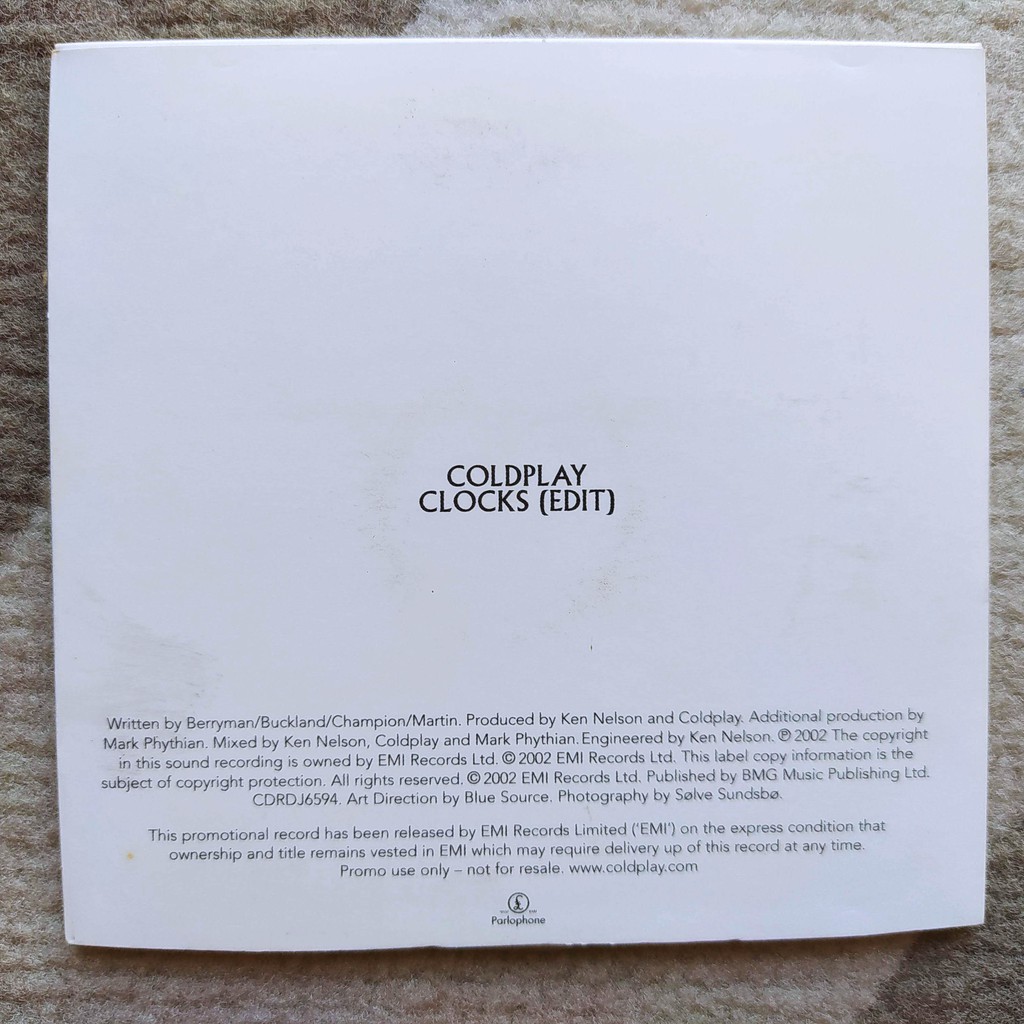 COLDPLAY
CLOCKS (EDIT)
Written by Berryman/Buckland/Champion/Martin. Produced by Ken Nelson and Coldplay. Additional production by
Mark Phythian. Mixed by Ken Nelson, Coldplay and Mark Phythian. Engineered by Ken Nelson. ℗ 2002 The copyright
in this sound recording is owned by EMI Records Ltd. © 2002 EMI Records Ltd. This label copy information is the
subject of copyright protection. All rights reserved. © 2002 EMI Records Ltd. Published by BMG Music Publishing Ltd.
CDRDJ6594. Art Direction by Blue Source. Photography by Sølve Sundsbø.
This promotional record has been released by EMI Records Limited ('EMI') on the express condition that
ownership and title remains vested in EMI which may require delivery up of this record at any time.
Promo use only – not for resale. www.coldplay.com
£
Parlophone